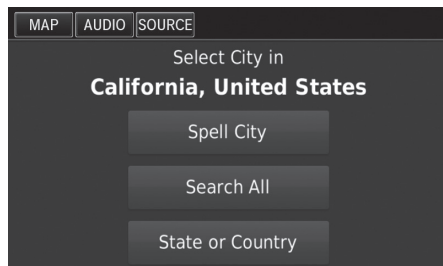 MAP AUDIO SOURCE
Select City in
California, United States
Spell City
Search All
State or Country